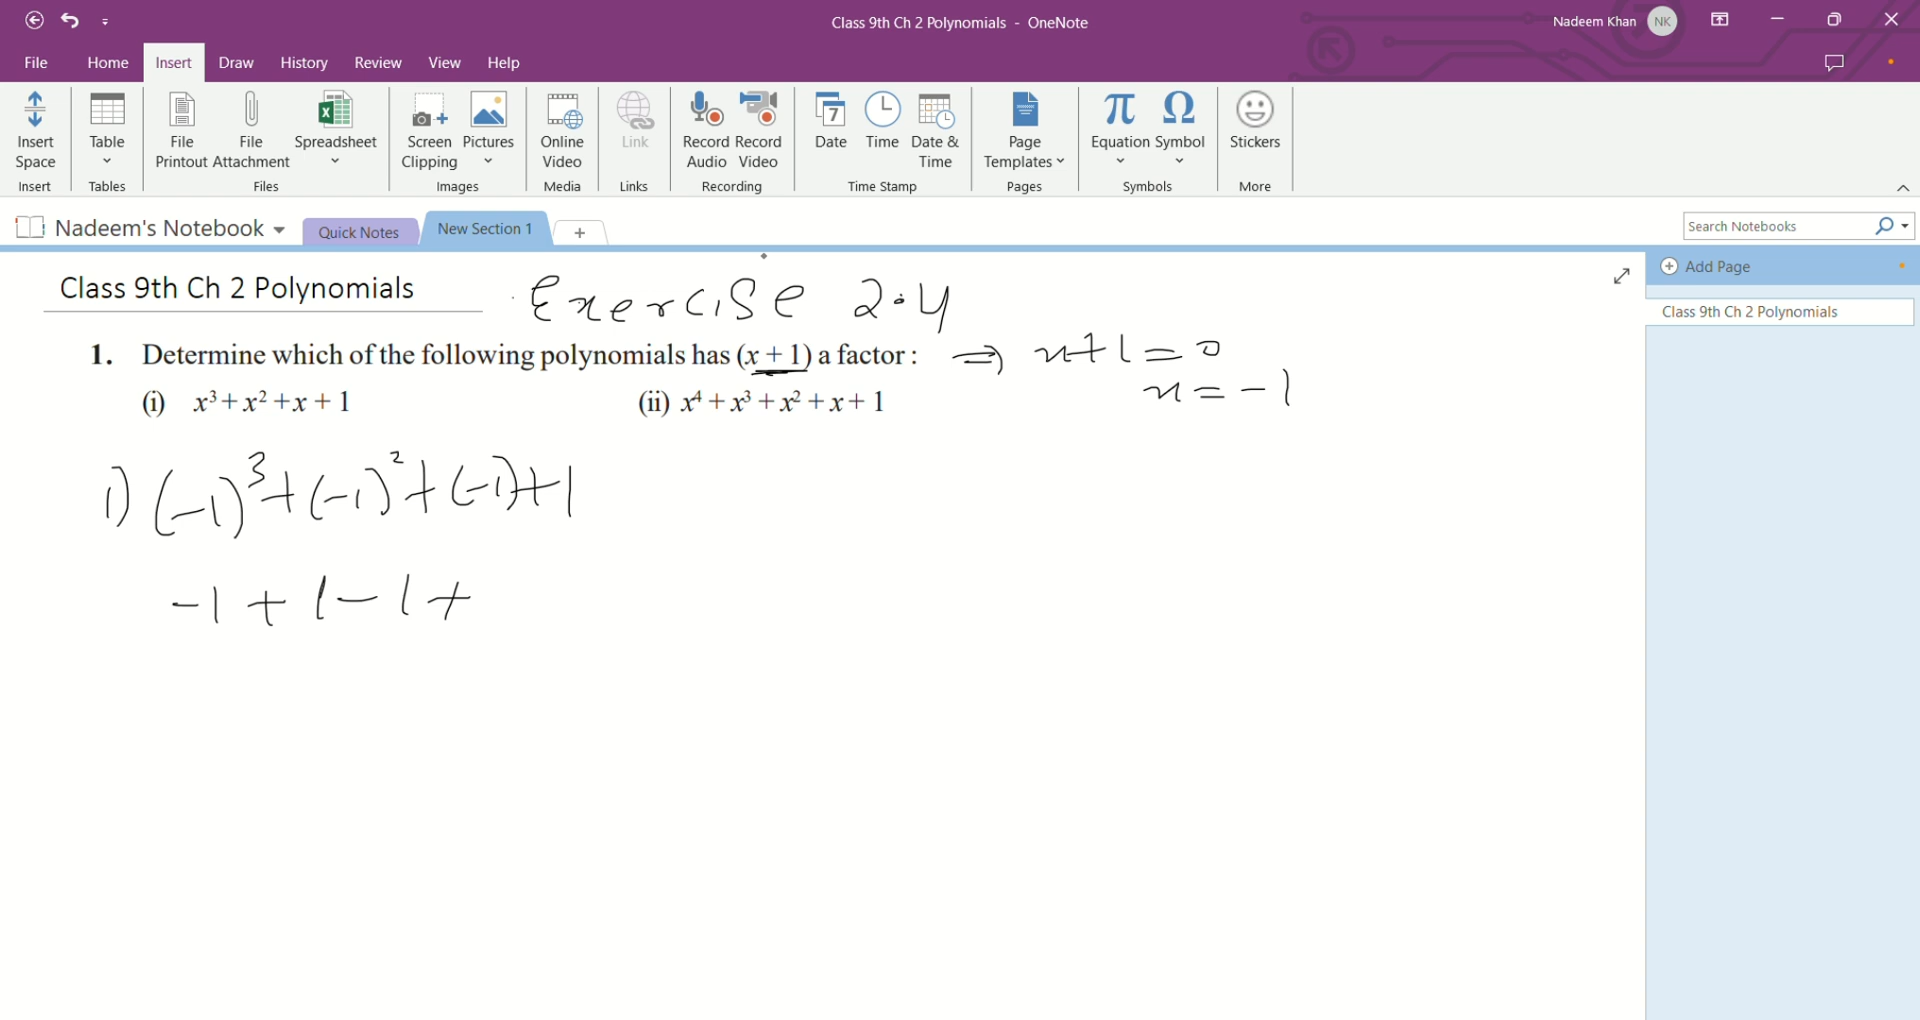 Class 9th Ch 2 Polynomials - OneNote
Nadeem Khan NK
File Home Insert Draw History Review View Help
Insert Space
Table
File Printout
File Attachment
Spreadsheet
Screen Clipping
Pictures
Online Video
Link
Record Audio
Record Video
Date
Time
Date & Time
Page Templates
Equation
Symbol
Stickers
Insert Tables Files Images Media Links Recording Time Stamp Pages Symbols More
Nadeem's Notebook Quick Notes New Section 1 +
Search Notebooks
Add Page
Class 9th Ch 2 Polynomials
Class 9th Ch 2 Polynomials
Exercise 2.4
1. Determine which of the following polynomials has (x + 1) a factor : ⇒ x+1=0
x = -1
(i) x³ + x² + x + 1 (ii) x⁴ + x³ + x² + x + 1
i) (-1)³+(-1)²+(-1)+1
-1 + 1 - 1 +